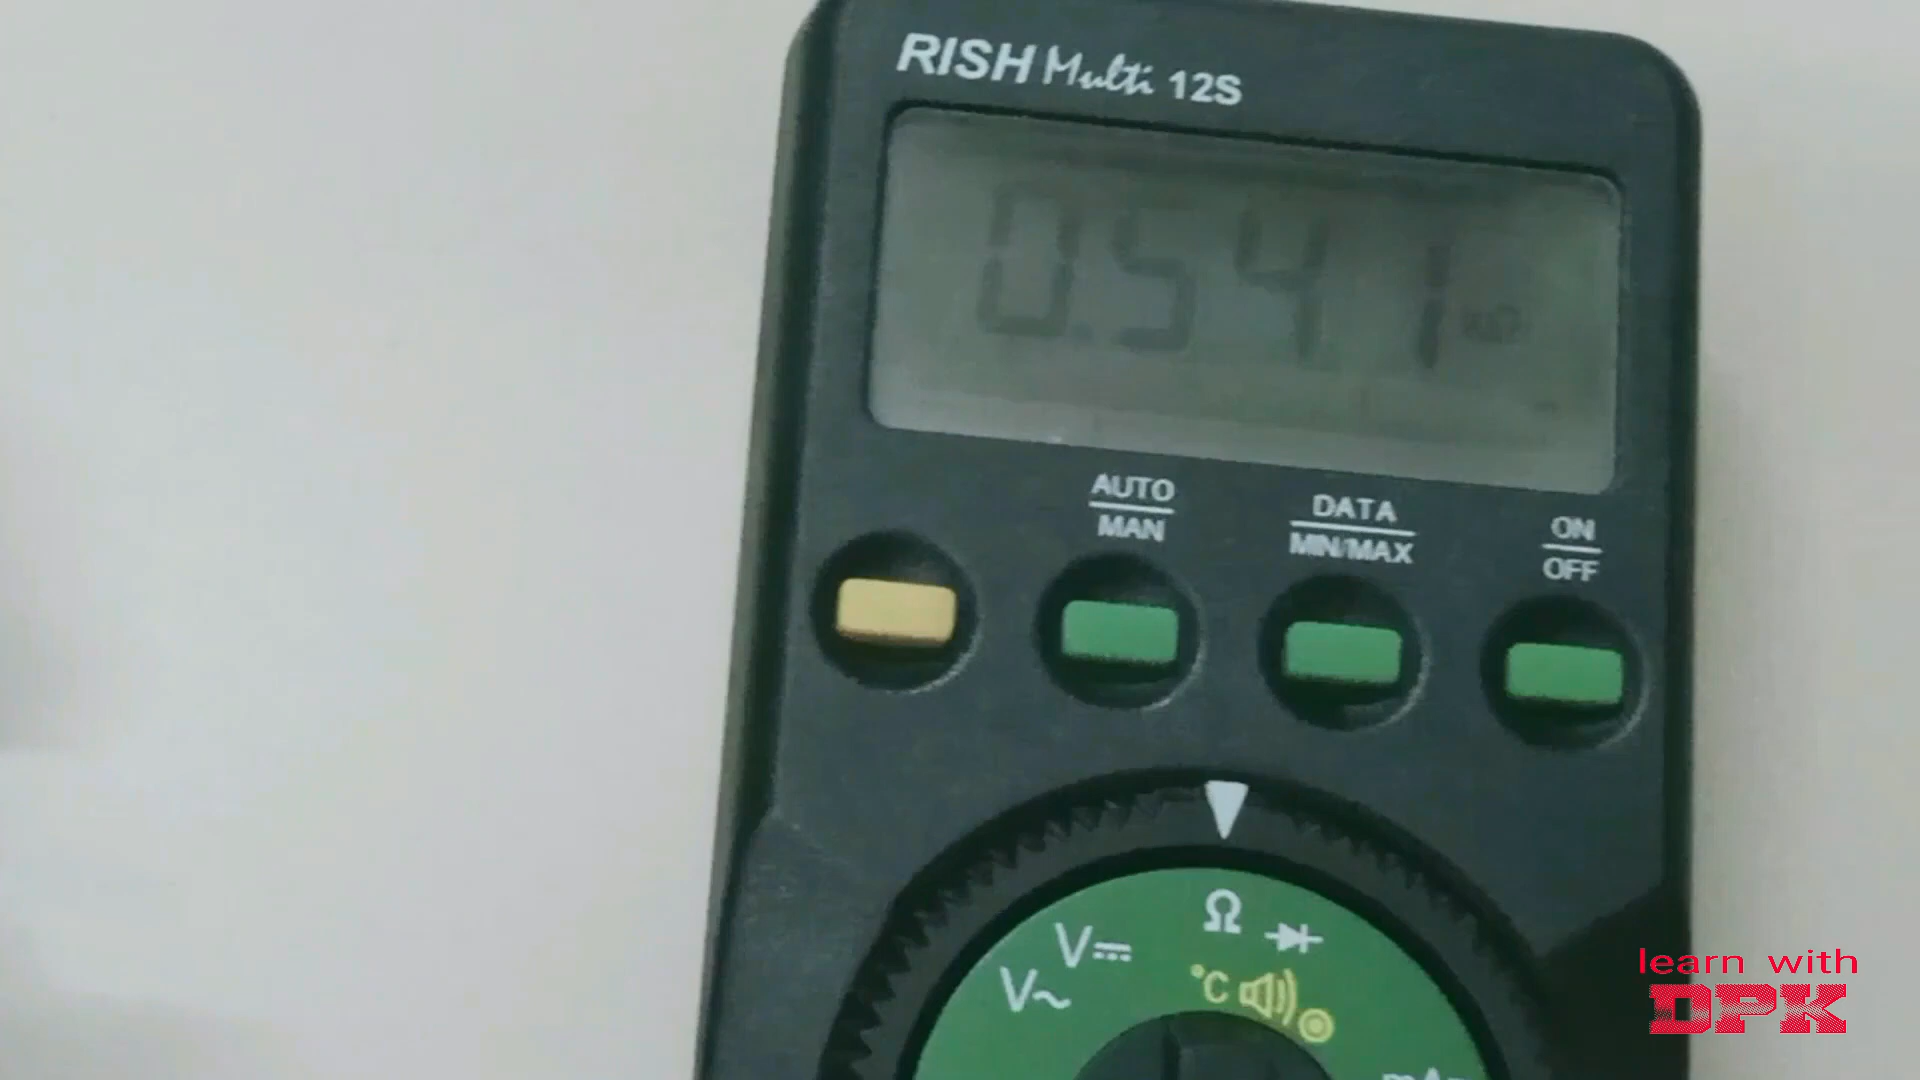 RISH Multi 12S
0.541 kΩ
AUTO
MAN
DATA
MIN/MAX
ON
OFF
Ω
V
V~
°C
learn with
DPK